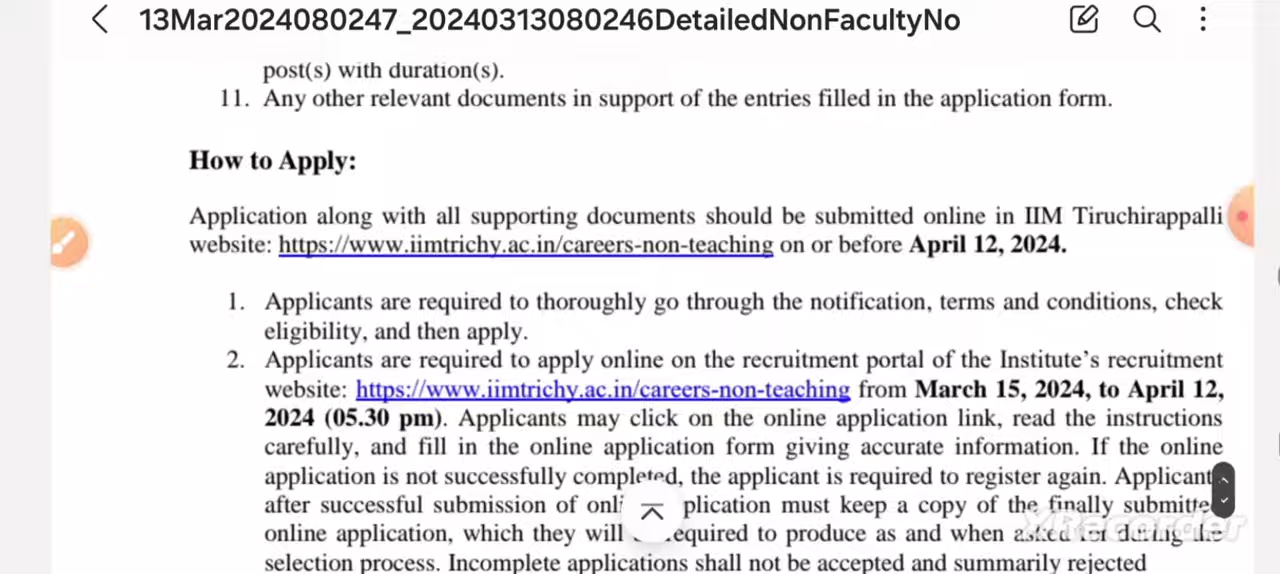 13Mar2024080247_20240313080246DetailedNonFacultyNo
post(s) with duration(s).
11. Any other relevant documents in support of the entries filled in the application form.
How to Apply:
Application along with all supporting documents should be submitted online in IIM Tiruchirappalli
website: https://www.iimtrichy.ac.in/careers-non-teaching on or before April 12, 2024.
1. Applicants are required to thoroughly go through the notification, terms and conditions, check
eligibility, and then apply.
2. Applicants are required to apply online on the recruitment portal of the Institute’s recruitment
website: https://www.iimtrichy.ac.in/careers-non-teaching from March 15, 2024, to April 12,
2024 (05.30 pm). Applicants may click on the online application link, read the instructions
carefully, and fill in the online application form giving accurate information. If the online
application is not successfully completed, the applicant is required to register again. Applicant
after successful submission of onli plication must keep a copy of the finally submitte
online application, which they will equired to produce as and when asked for during the
selection process. Incomplete applications shall not be accepted and summarily rejected
XRecorder